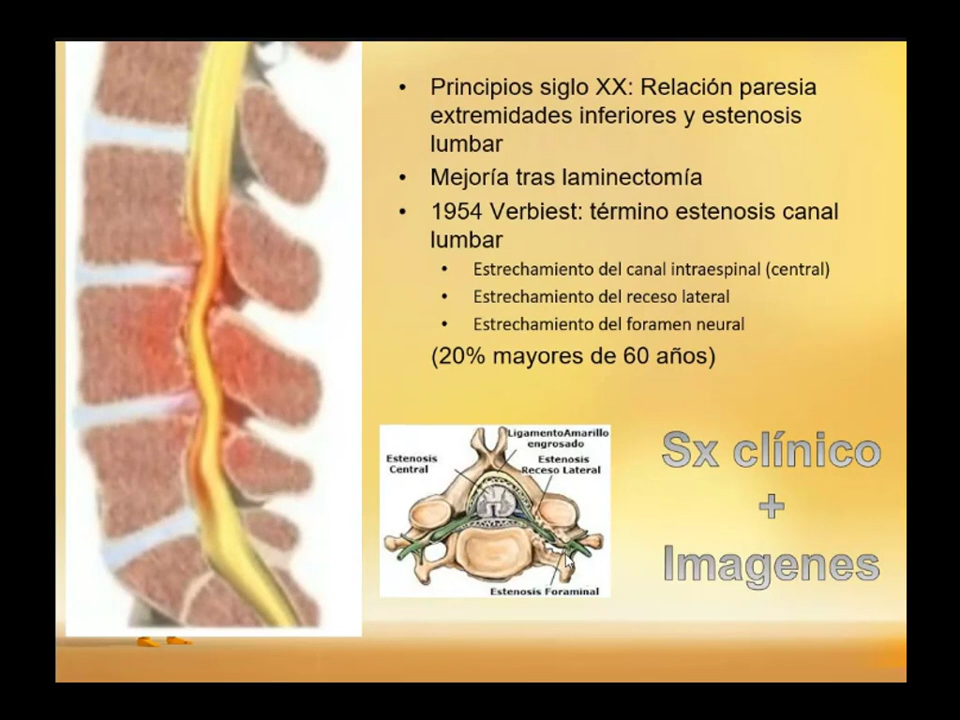 • Principios siglo XX: Relación paresia
extremidades inferiores y estenosis
lumbar
• Mejoría tras laminectomía
• 1954 Verbiest: término estenosis canal
lumbar
• Estrechamiento del canal intraespinal (central)
• Estrechamiento del receso lateral
• Estrechamiento del foramen neural
(20% mayores de 60 años)
LigamentoAmarillo
engrosado
Estenosis
Central
Estenosis
Receso Lateral
Estenosis Foraminal
Sx clínico
+
Imagenes